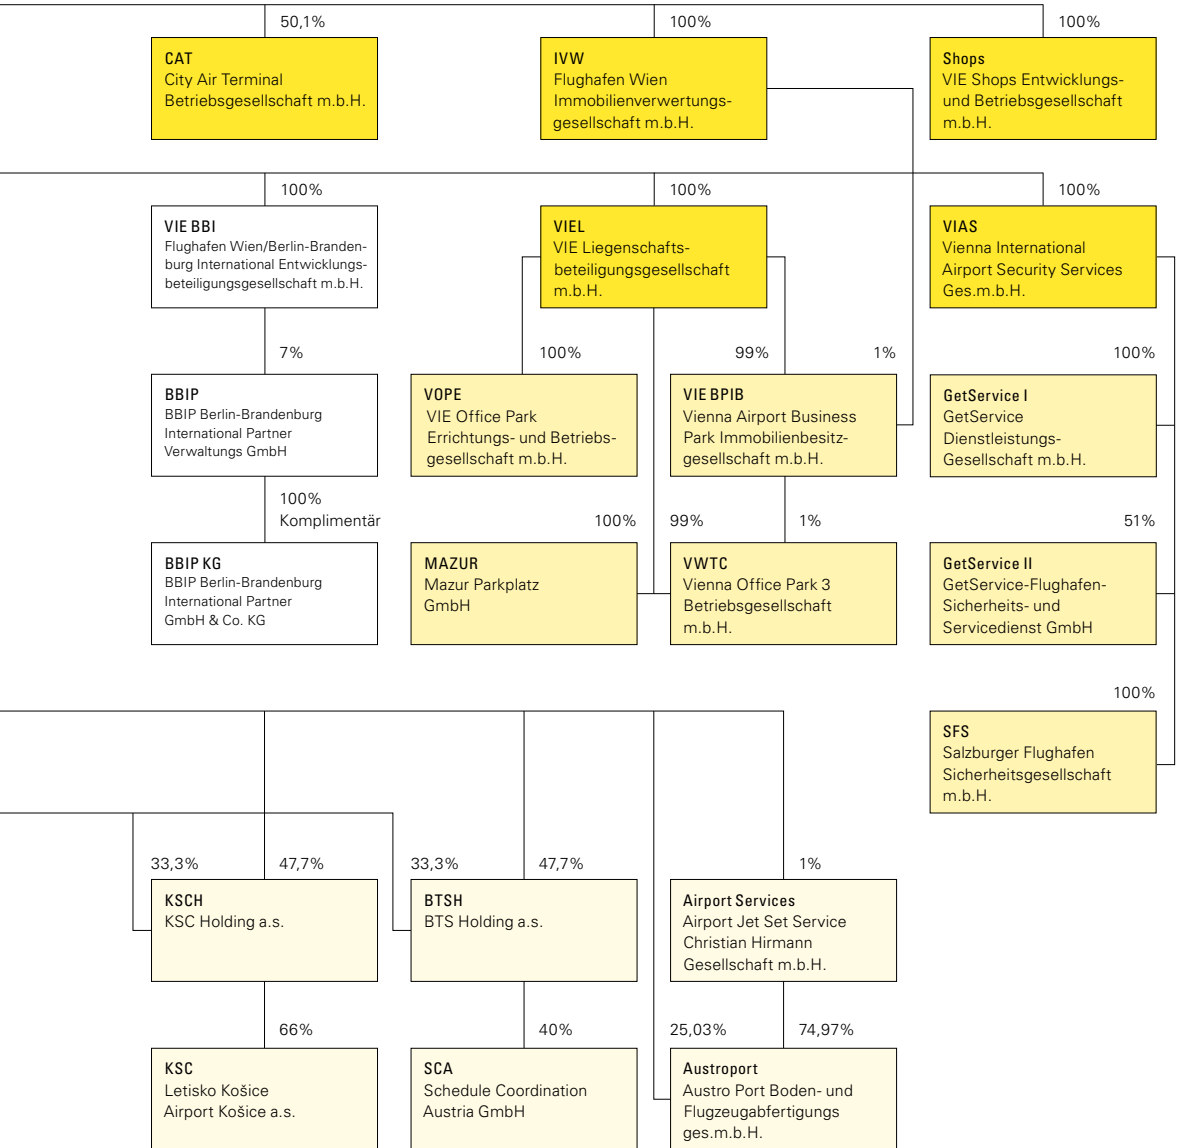 50,1%
100%
100%
CAT
City Air Terminal
Betriebsgesellschaft m.b.H.
IVW
Flughafen Wien
Immobilienverwertungs-
gesellschaft m.b.H.
Shops
VIE Shops Entwicklungs-
und Betriebsgesellschaft
m.b.H.
100%
100%
100%
VIE BBI
Flughafen Wien/Berlin-Branden-
burg International Entwicklungs-
beteiligungsgesellschaft m.b.H.
VIEL
VIE Liegenschafts-
beteiligungsgesellschaft
m.b.H.
VIAS
Vienna International
Airport Security Services
Ges.m.b.H.
7%
100%
99%
1%
100%
BBIP
BBIP Berlin-Brandenburg
International Partner
Verwaltungs GmbH
VOPE
VIE Office Park
Errichtungs- und Betriebs-
gesellschaft m.b.H.
VIE BPIB
Vienna Airport Business
Park Immobilienbesitz-
gesellschaft m.b.H.
GetService I
GetService
Dienstleistungs-
Gesellschaft m.b.H.
100%
Komplimentär
100%
99%
1%
51%
BBIP KG
BBIP Berlin-Brandenburg
International Partner
GmbH & Co. KG
MAZUR
Mazur Parkplatz
GmbH
VWTC
Vienna Office Park 3
Betriebsgesellschaft
m.b.H.
GetService II
GetService-Flughafen-
Sicherheits- und
Servicedienst GmbH
100%
SFS
Salzburger Flughafen
Sicherheitsgesellschaft
m.b.H.
33,3%
47,7%
33,3%
47,7%
1%
KSCH
KSC Holding a.s.
BTSH
BTS Holding a.s.
Airport Services
Airport Jet Set Service
Christian Hirmann
Gesellschaft m.b.H.
66%
40%
25,03%
74,97%
KSC
Letisko Košice
Airport Košice a.s.
SCA
Schedule Coordination
Austria GmbH
Austroport
Austro Port Boden- und
Flugzeugabfertigungs
ges.m.b.H.